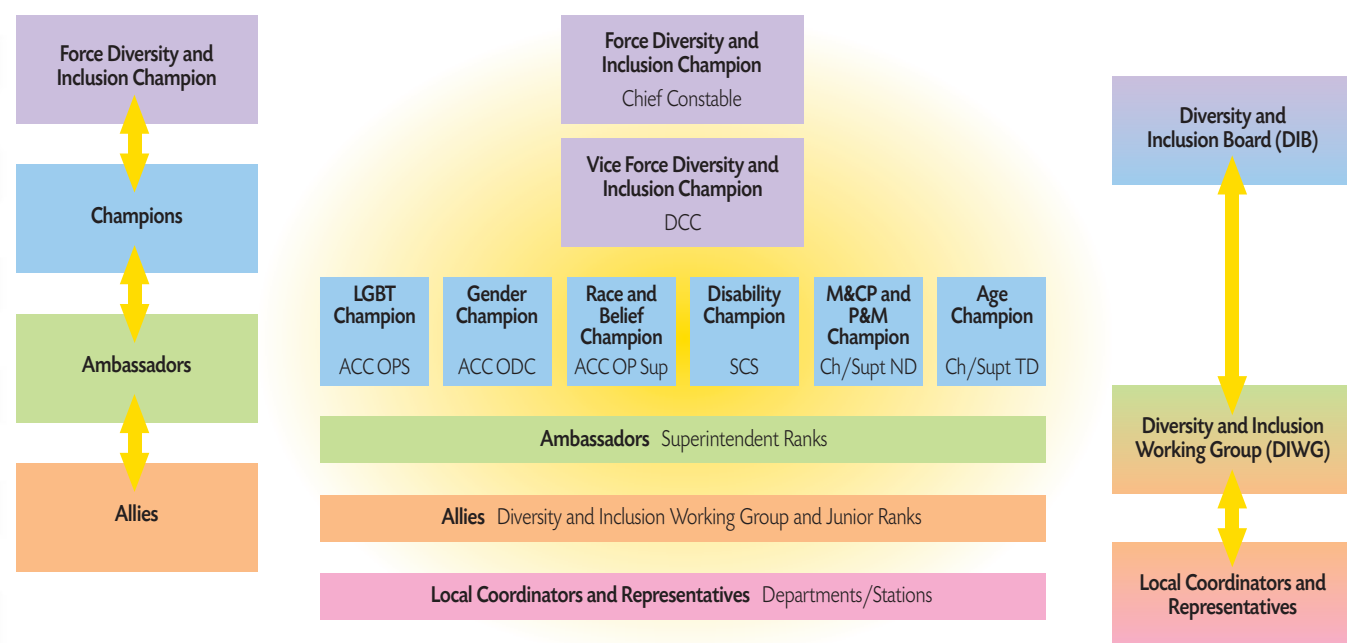 Force Diversity and
Inclusion Champion
Champions
Ambassadors
Allies
Force Diversity and
Inclusion Champion
Chief Constable
Vice Force Diversity and
Inclusion Champion
DCC
LGBT
Champion
ACC OPS
Gender
Champion
ACC ODC
Race and
Belief
Champion
ACC OP Sup
Disability
Champion
SCS
M&CP and
P&M
Champion
Ch/Supt ND
Age
Champion
Ch/Supt TD
Ambassadors Superintendent Ranks
Allies Diversity and Inclusion Working Group and Junior Ranks
Local Coordinators and Representatives Departments/Stations
Diversity and
Inclusion Board (DIB)
Diversity and Inclusion
Working Group (DIWG)
Local Coordinators and
Representatives